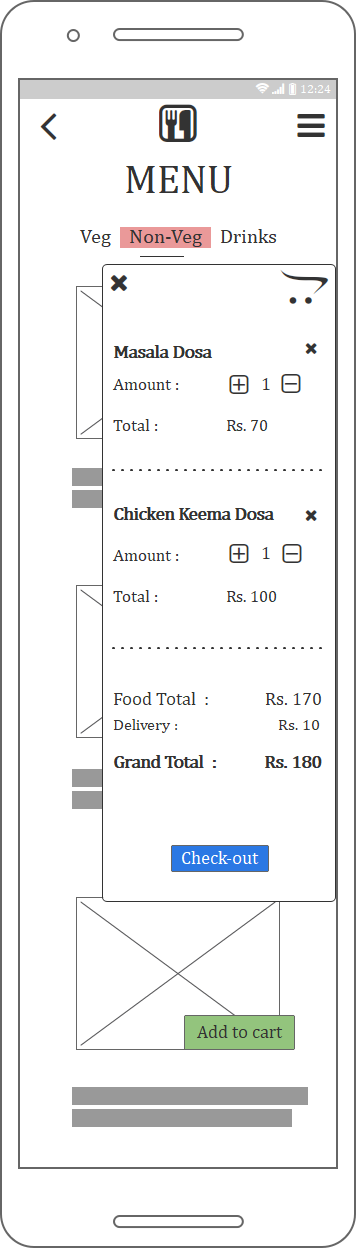 12:24
MENU
Veg Non-Veg Drinks
Masala Dosa
Amount : 1
Total : Rs. 70
Chicken Keema Dosa
Amount : 1
Total : Rs. 100
Food Total : Rs. 170
Delivery : Rs. 10
Grand Total : Rs. 180
Check-out
Add to cart